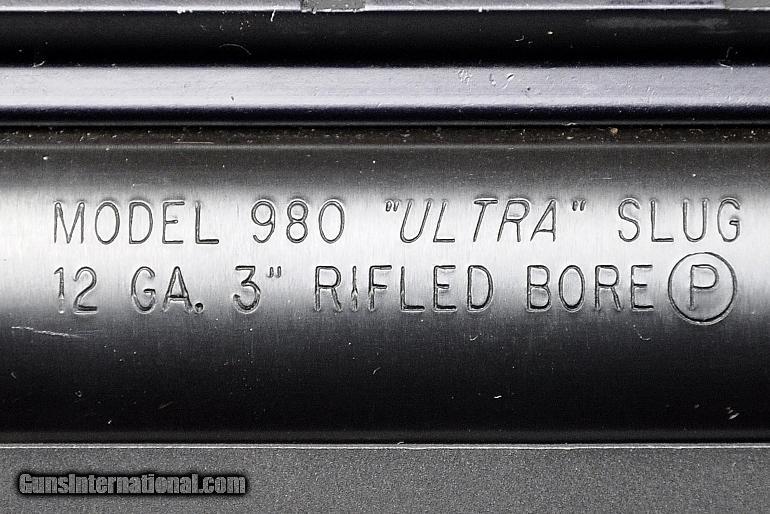 MODEL 980 "ULTRA" SLUG
12 GA. 3" RIFLED BORE Ⓟ
GunsInternational.com